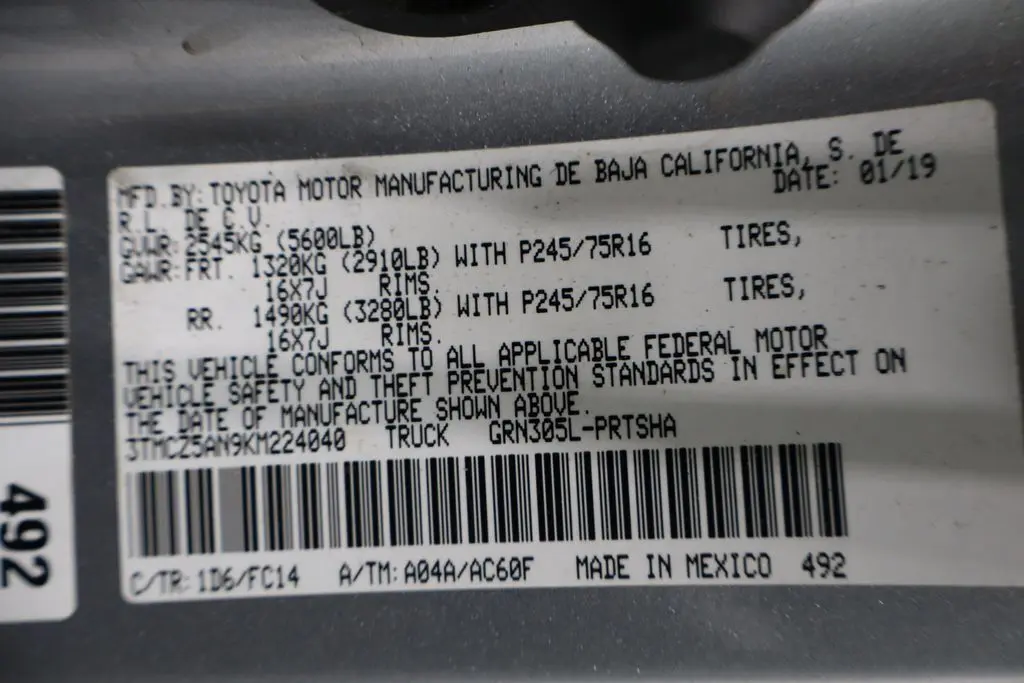 MFD. BY: TOYOTA MOTOR MANUFACTURING DE BAJA CALIFORNIA, S. DE
R.L. DE C.V. DATE: 01/19
GVWR: 2545KG (5600LB)
GAWR: FRT. 1320KG (2910LB) WITH P245/75R16 TIRES,
16X7J RIMS.
RR. 1490KG (3280LB) WITH P245/75R16 TIRES,
16X7J RIMS.
THIS VEHICLE CONFORMS TO ALL APPLICABLE FEDERAL MOTOR
VEHICLE SAFETY AND THEFT PREVENTION STANDARDS IN EFFECT ON
THE DATE OF MANUFACTURE SHOWN ABOVE.
3TMCZ5AN9KM224040 TRUCK GRN305L-PRTSHA
C/TR: 1D6/FC14 A/TM: A04A/AC60F MADE IN MEXICO 492
492